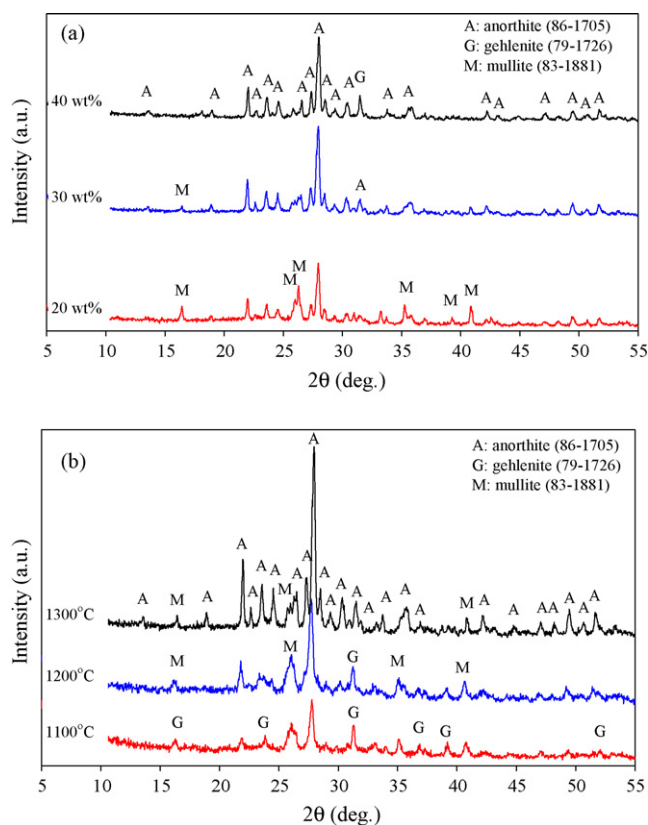 (a)
A: anorthite (86-1705)
G: gehlenite (79-1726)
M: mullite (83-1881)
A
A A A A A A A A A A A G A A A A A A A
40 wt%
M A
30 wt%
M M M M M M
20 wt%
Intensity (a.u.)
5 10 15 20 25 30 35 40 45 50 55
2θ (deg.)
(b)
A: anorthite (86-1705)
G: gehlenite (79-1726)
M: mullite (83-1881)
A
A M A A A A A M A A A A A A A A A M A A A A A A A
1300°C
M M G M M
1200°C
G G G G G G
1100°C
Intensity (a.u.)
5 10 15 20 25 30 35 40 45 50 55
2θ (deg.)